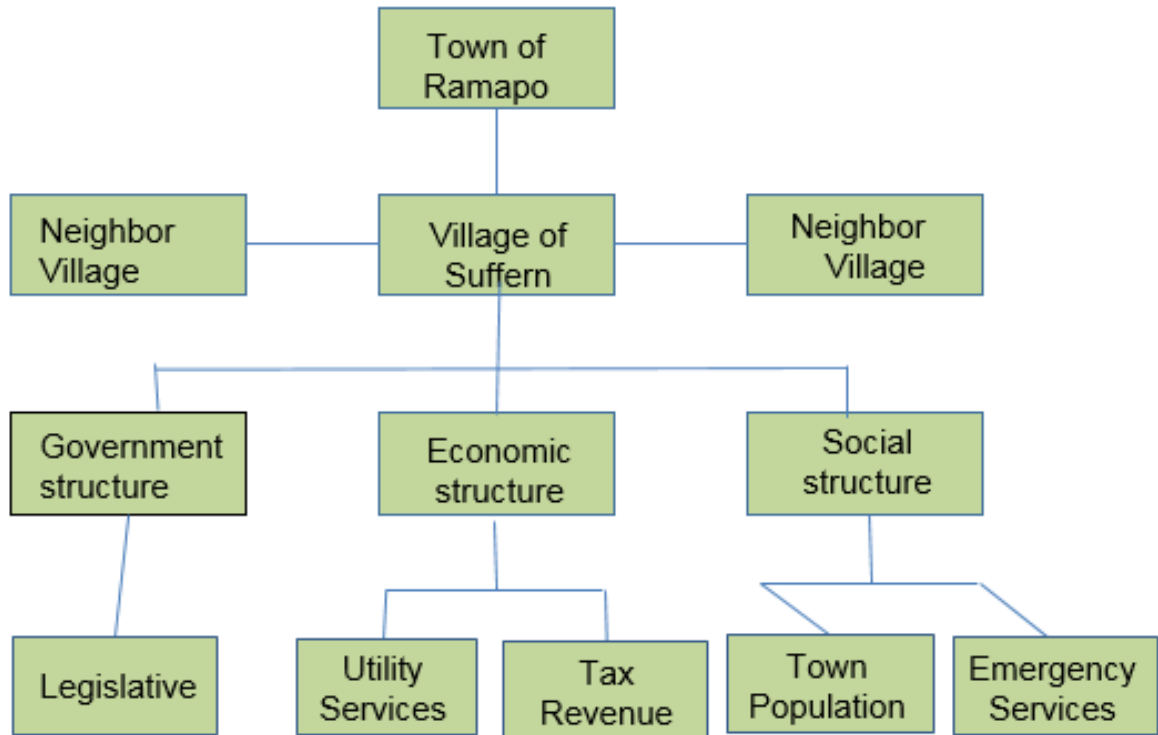 Town of
Ramapo
Neighbor
Village
Village of
Suffern
Neighbor
Village
Government
structure
Economic
structure
Social
structure
Legislative
Utility
Services
Tax
Revenue
Town
Population
Emergency
Services